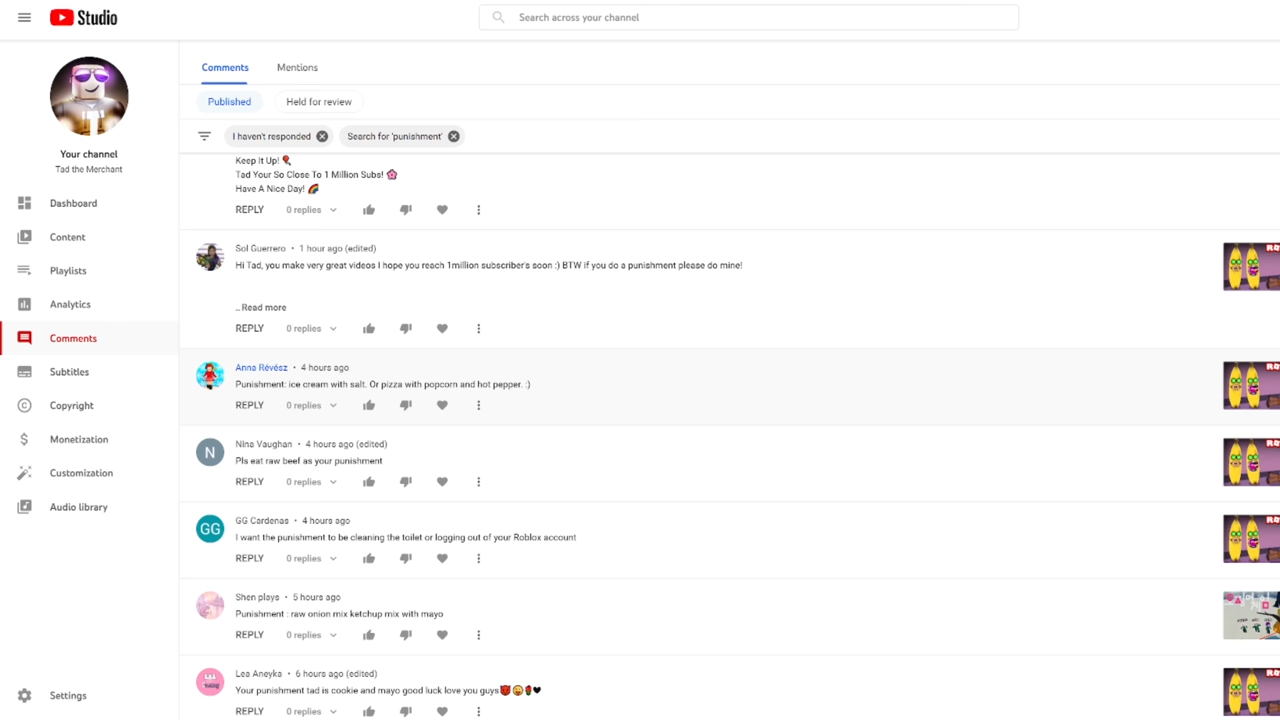 Studio
Search across your channel
Your channel
Tad the Merchant
Dashboard
Content
Playlists
Analytics
Comments
Subtitles
Copyright
Monetization
Customization
Audio library
Settings
Comments Mentions
Published Held for review
I haven't responded Search for 'punishment'
Keep It Up!
Tad Your So Close To 1 Million Subs!
Have A Nice Day!
REPLY 0 replies
Sol Guerrero • 1 hour ago (edited)
Hi Tad, you make very great videos I hope you reach 1million subscriber's soon :) BTW if you do a punishment please do mine!
...Read more
REPLY 0 replies
Anna Révész • 4 hours ago
Punishment: ice cream with salt. Or pizza with popcorn and hot pepper. :)
REPLY 0 replies
N
Nina Vaughan • 4 hours ago (edited)
Pls eat raw beef as your punishment
REPLY 0 replies
GG
GG Cardenas • 4 hours ago
I want the punishment to be cleaning the toilet or logging out of your Roblox account
REPLY 0 replies
Shen plays • 5 hours ago
Punishment : raw onion mix ketchup mix with mayo
REPLY 0 replies
Lea Aneyka • 6 hours ago (edited)
Your punishment tad is cookie and mayo good luck love you guys
REPLY 0 replies